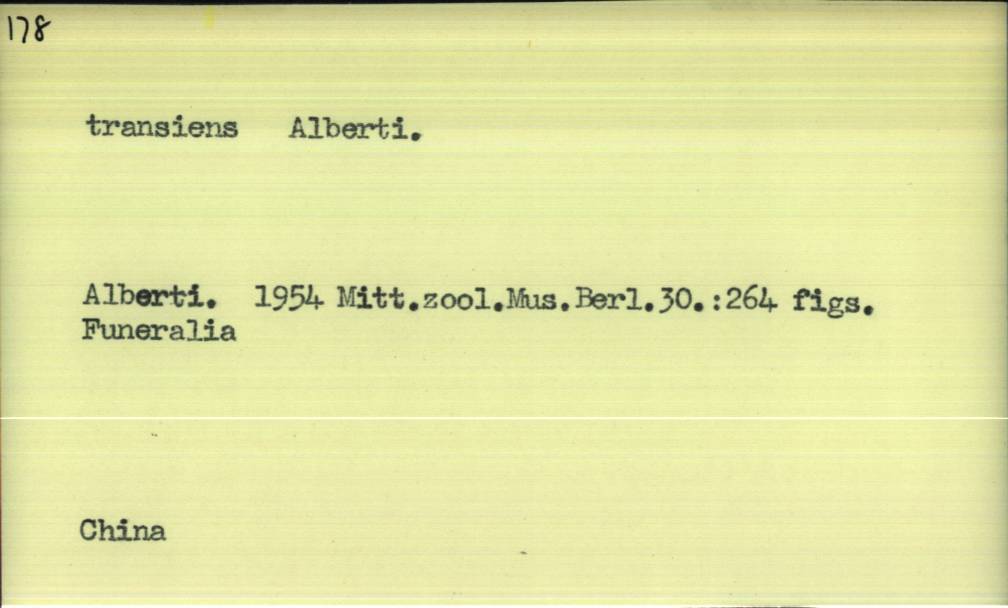 178
transiens Alberti.
Alberti. 1954 Mitt.zool.Mus.Berl.30.:264 figs.
Funeralia
China